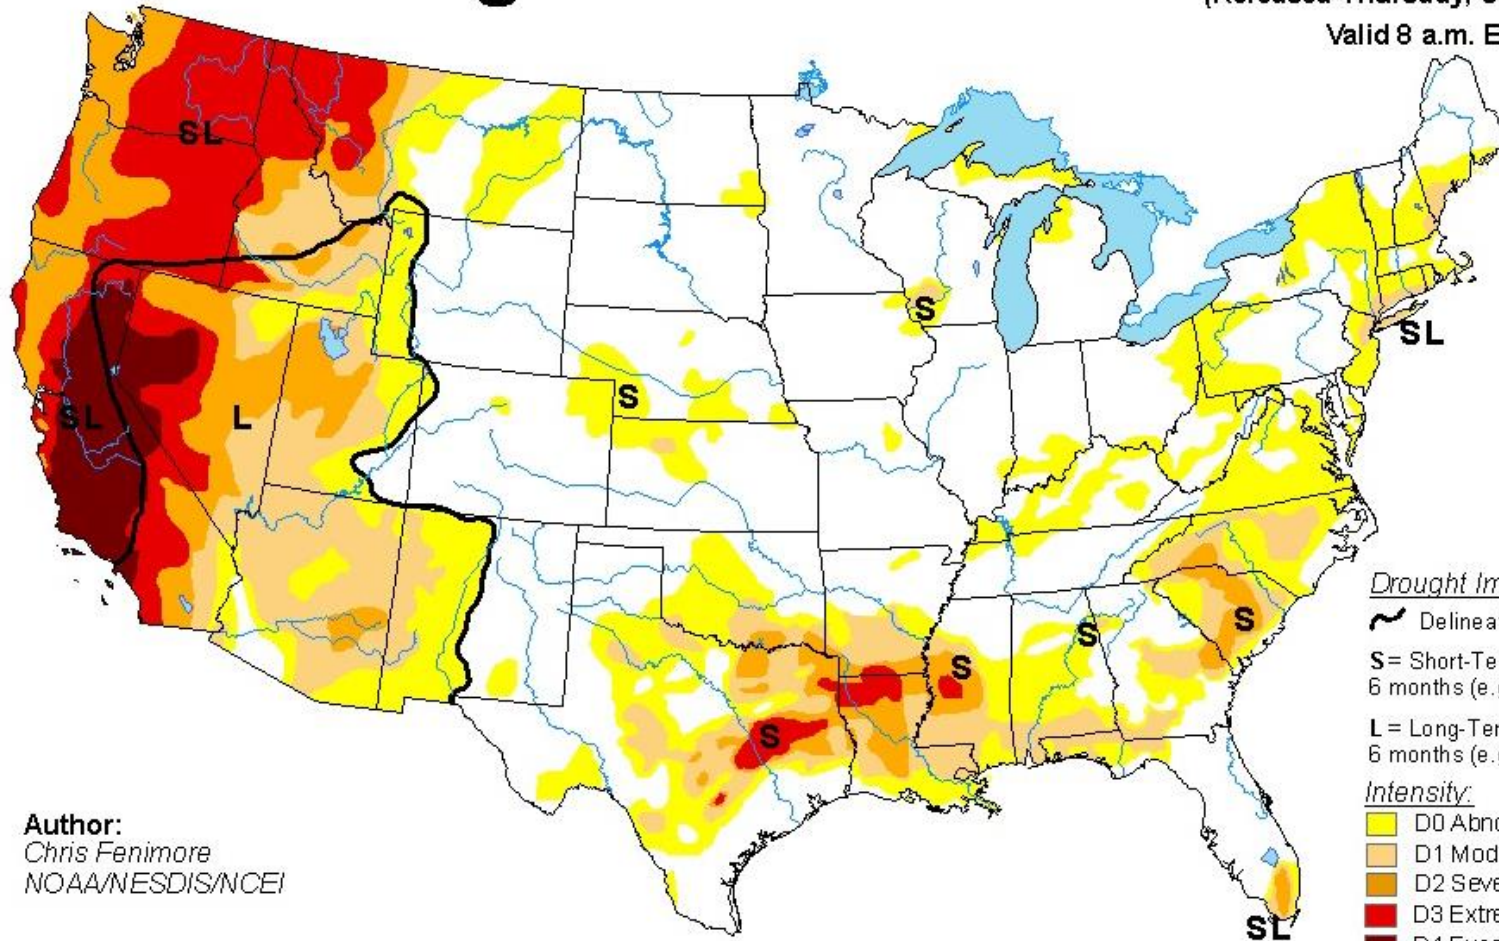 Valid 8 a.m. E
SL
S
SL
S
SL
L
S
S
S
S
SL
Drought Im
Delinea
S = Short-Te
6 months (e.
L = Long-Ter
6 months (e.
Intensity:
D0 Abno
D1 Mod
D2 Seve
D3 Extre
Author:
Chris Fenimore
NOAA/NESDIS/NCEI